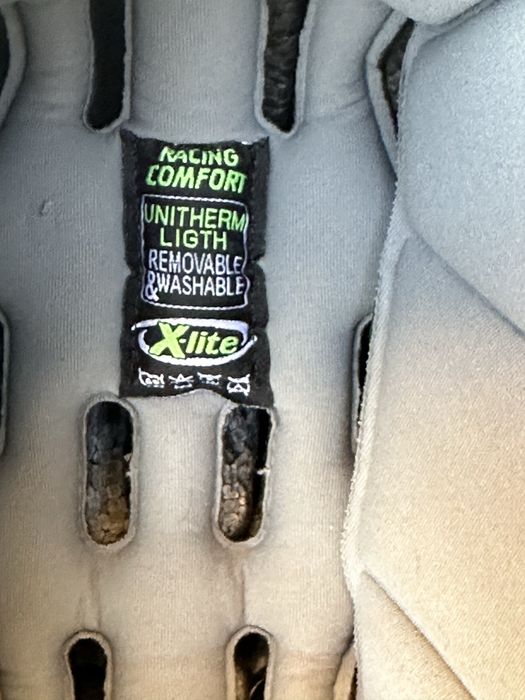 RACING
COMFORT
UNITHERM
LIGTH
REMOVABLE
&WASHABLE
X-lite